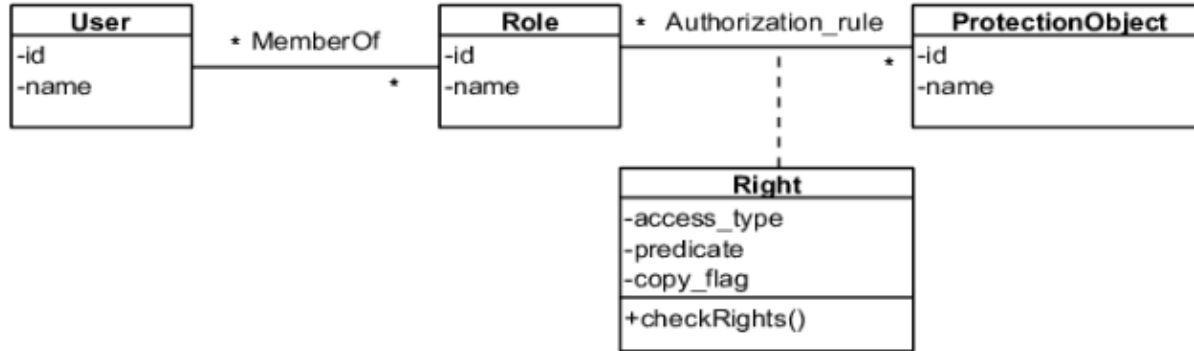 User
-id
-name
* MemberOf
*
Role
-id
-name
* Authorization_rule
*
ProtectionObject
-id
-name
Right
-access_type
-predicate
-copy_flag
+checkRights()